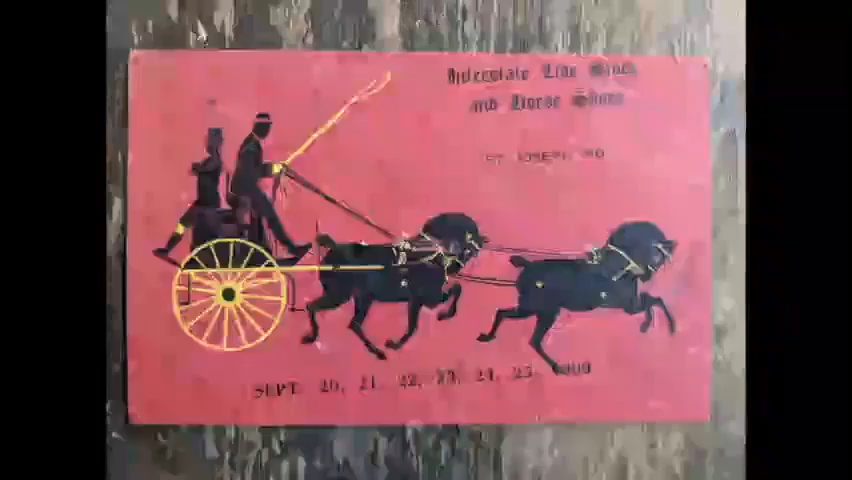 Interstate Live Stock
and Horse Show
ST. JOSEPH, MO
SEPT. 20, 21, 22, 23, 24, 25,